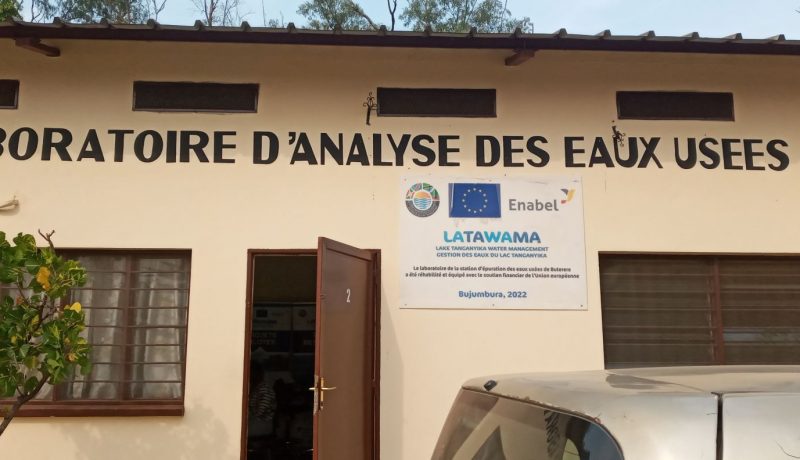 BORATOIRE D'ANALYSE DES EAUX USEES
Enabel
LATAWAMA
LAKE TANGANYIKA WATER MANAGEMENT
GESTION DES EAUX DU LAC TANGANYIKA
Le laboratoire de la station d'épuration des eaux usées de Buterere
a été réhabilité et équipé avec le soutien financier de l'Union européenne
Bujumbura, 2022
2